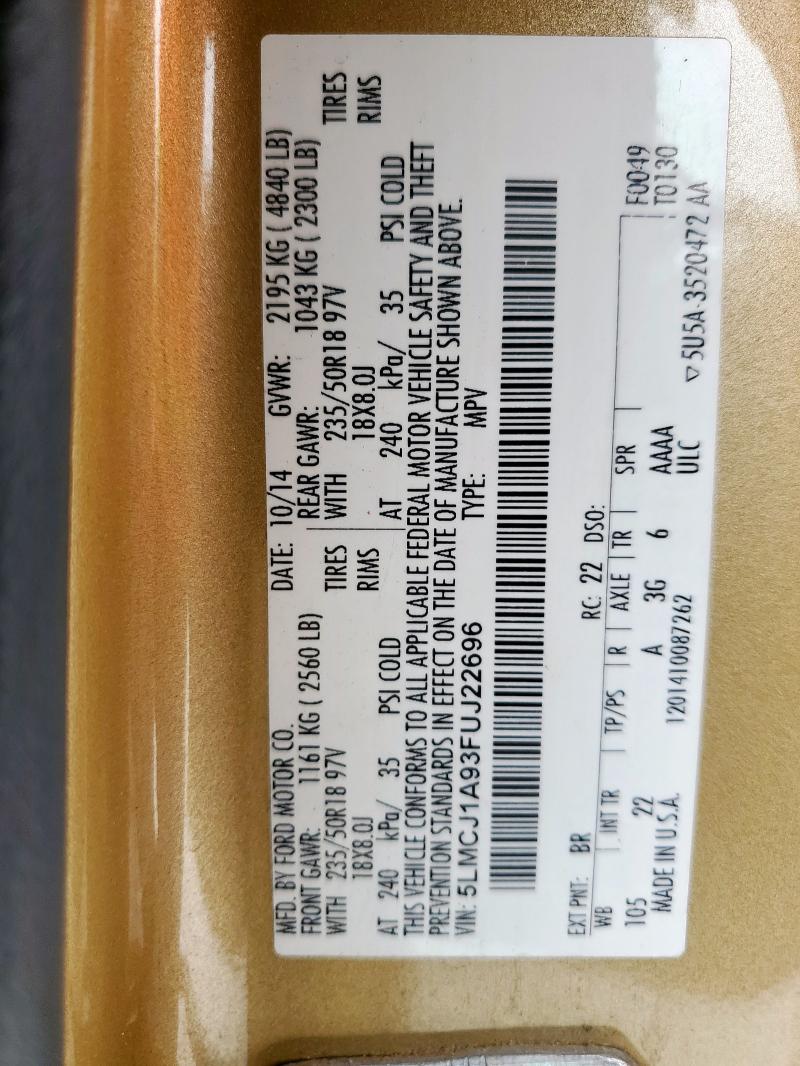 MFD. BY FORD MOTOR CO. DATE: 10/14 GVWR: 2195 KG ( 4840 LB)
FRONT GAWR: 1161 KG ( 2560 LB) REAR GAWR: 1043 KG ( 2300 LB)
WITH 235/50R18 97V TIRES WITH 235/50R18 97V TIRES
18X8.0J RIMS 18X8.0J RIMS
AT 240 kPa/ 35 PSI COLD AT 240 kPa/ 35 PSI COLD
THIS VEHICLE CONFORMS TO ALL APPLICABLE FEDERAL MOTOR VEHICLE SAFETY AND THEFT
PREVENTION STANDARDS IN EFFECT ON THE DATE OF MANUFACTURE SHOWN ABOVE.
VIN: 5LMCJ1A93FUJ22696 TYPE: MPV
EXT PNT: BR RC: 22 DSO:
WB INT TR TP/PS R AXLE TR SPR F0049
105 22 A 3G 6 AAAA T0130
MADE IN U.S.A. 1201410087262 ULC ▽ 5U5A-3520472 AA